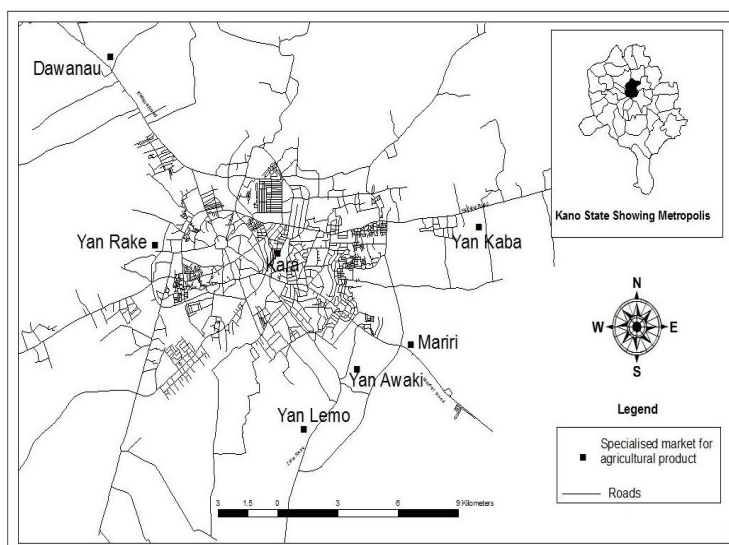 Dawanau
Kano State Showing Metropolis
Yan Rake
Kara
Yan Kaba
N
W
E
S
Mariri
Yan Awaki
Yan Lemo
Legend
Specialised market for
agricultural product
Roads
3 1.5 0 3 6 9 Kilometers